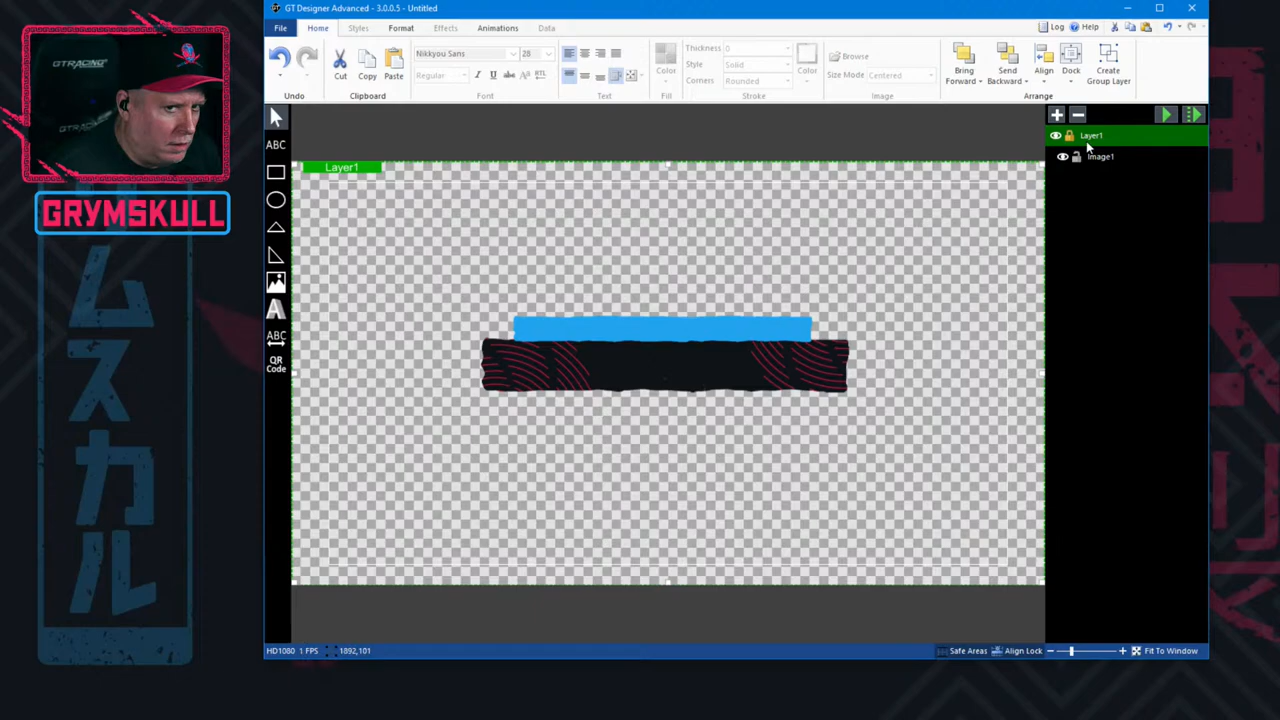 GT Designer Advanced - 3.0.0.5 - Untitled
File Home Styles Format Effects Animations Data
Log Help
Nikkyou Sans 28
Regular
RTL
Cut Copy Paste
Color
Thickness 0
Style Solid
Corners Rounded
Color
Browse
Size Mode Centered
Bring Forward
Send Backward
Align
Dock
Create Group Layer
Undo Clipboard Font Text Fill Stroke Image Arrange
ABC
A
ABC
QR Code
Layer1
Layer1
Image1
GTRACING
GRYMSKULL
ムスカル
HD1080 1 FPS 1892,101
Safe Areas Align Lock Fit To Window